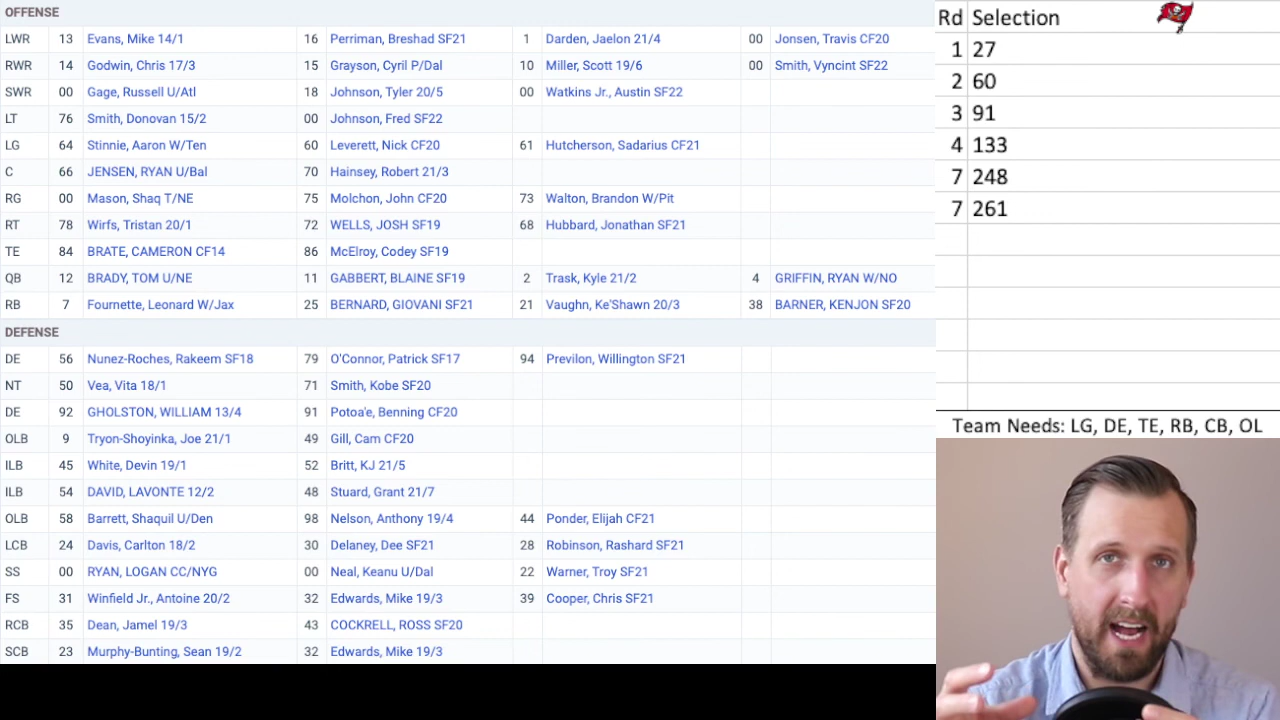 OFFENSE
LWR 13 Evans, Mike 14/1 16 Perriman, Breshad SF21 1 Darden, Jaelon 21/4 00 Jonsen, Travis CF20
RWR 14 Godwin, Chris 17/3 15 Grayson, Cyril P/Dal 10 Miller, Scott 19/6 00 Smith, Vyncint SF22
SWR 00 Gage, Russell U/Atl 18 Johnson, Tyler 20/5 00 Watkins Jr., Austin SF22
LT 76 Smith, Donovan 15/2 00 Johnson, Fred SF22
LG 64 Stinnie, Aaron W/Ten 60 Leverett, Nick CF20 61 Hutcherson, Sadarius CF21
C 66 JENSEN, RYAN U/Bal 70 Hainsey, Robert 21/3
RG 00 Mason, Shaq T/NE 75 Molchon, John CF20 73 Walton, Brandon W/Pit
RT 78 Wirfs, Tristan 20/1 72 WELLS, JOSH SF19 68 Hubbard, Jonathan SF21
TE 84 BRATE, CAMERON CF14 86 McElroy, Codey SF19
QB 12 BRADY, TOM U/NE 11 GABBERT, BLAINE SF19 2 Trask, Kyle 21/2 4 GRIFFIN, RYAN W/NO
RB 7 Fournette, Leonard W/Jax 25 BERNARD, GIOVANI SF21 21 Vaughn, Ke'Shawn 20/3 38 BARNER, KENJON SF20
DEFENSE
DE 56 Nunez-Roches, Rakeem SF18 79 O'Connor, Patrick SF17 94 Previlon, Willington SF21
NT 50 Vea, Vita 18/1 71 Smith, Kobe SF20
DE 92 GHOLSTON, WILLIAM 13/4 91 Potoa'e, Benning CF20
OLB 9 Tryon-Shoyinka, Joe 21/1 49 Gill, Cam CF20
ILB 45 White, Devin 19/1 52 Britt, KJ 21/5
ILB 54 DAVID, LAVONTE 12/2 48 Stuard, Grant 21/7
OLB 58 Barrett, Shaquil U/Den 98 Nelson, Anthony 19/4 44 Ponder, Elijah CF21
LCB 24 Davis, Carlton 18/2 30 Delaney, Dee SF21 28 Robinson, Rashard SF21
SS 00 RYAN, LOGAN CC/NYG 00 Neal, Keanu U/Dal 22 Warner, Troy SF21
FS 31 Winfield Jr., Antoine 20/2 32 Edwards, Mike 19/3 39 Cooper, Chris SF21
RCB 35 Dean, Jamel 19/3 43 COCKRELL, ROSS SF20
SCB 23 Murphy-Bunting, Sean 19/2 32 Edwards, Mike 19/3
Rd Selection
1 27
2 60
3 91
4 133
7 248
7 261
Team Needs: LG, DE, TE, RB, CB, OL